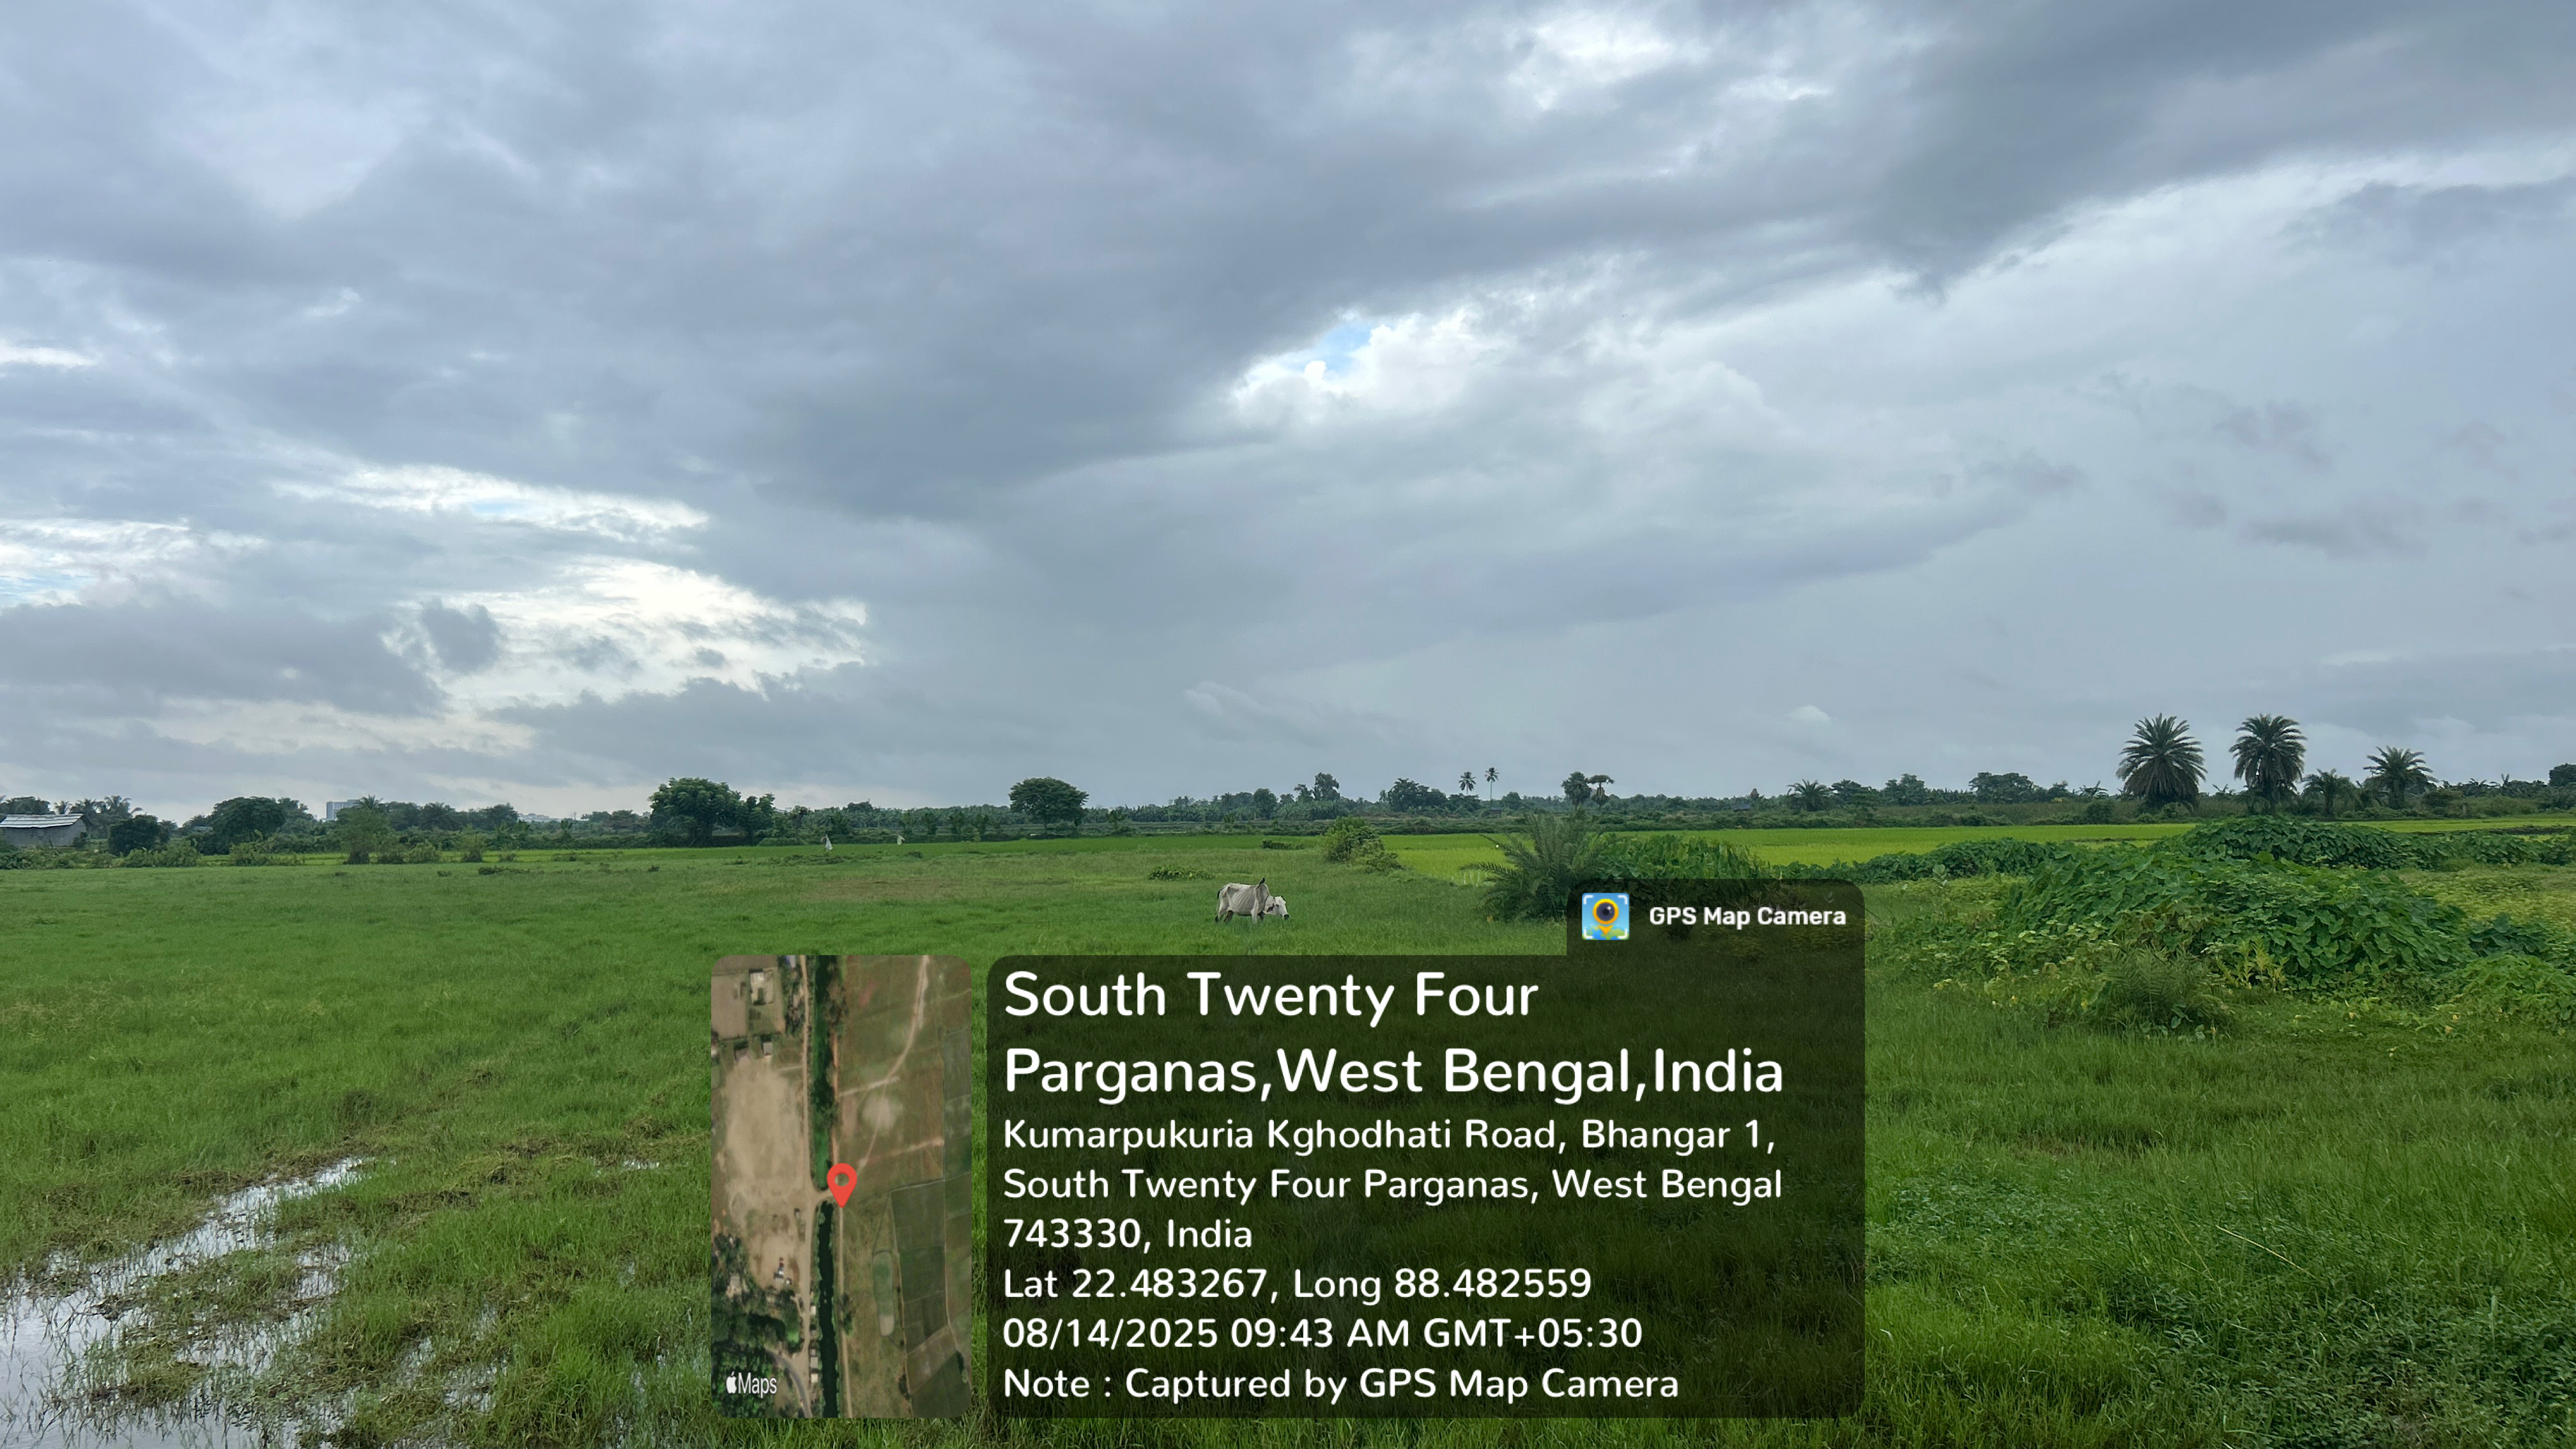 GPS Map Camera
South Twenty Four
Parganas,West Bengal,India
Kumarpukuria Kghodhati Road, Bhangar 1,
South Twenty Four Parganas, West Bengal
743330, India
Lat 22.483267, Long 88.482559
08/14/2025 09:43 AM GMT+05:30
Note : Captured by GPS Map Camera
Maps